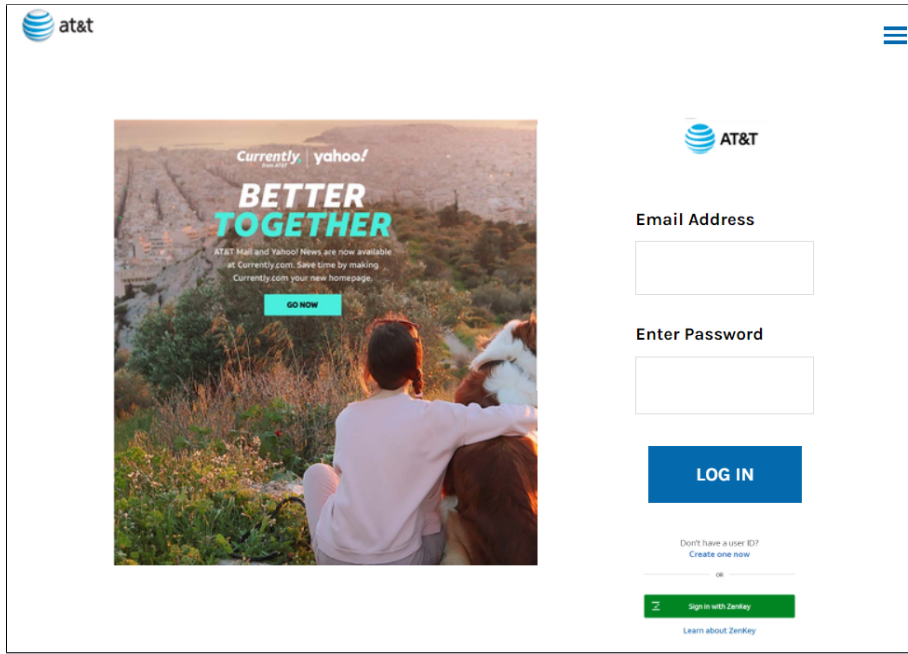 at&t
AT&T
Currently.
from AT&T
yahoo!
BETTER
TOGETHER
AT&T Mail and Yahoo! News are now available
at Currently.com. Save time by making
Currently.com your new homepage.
GO NOW
Email Address
Enter Password
LOG IN
Don't have a user ID?
Create one now
OR
Sign in with ZenKey
Learn about ZenKey